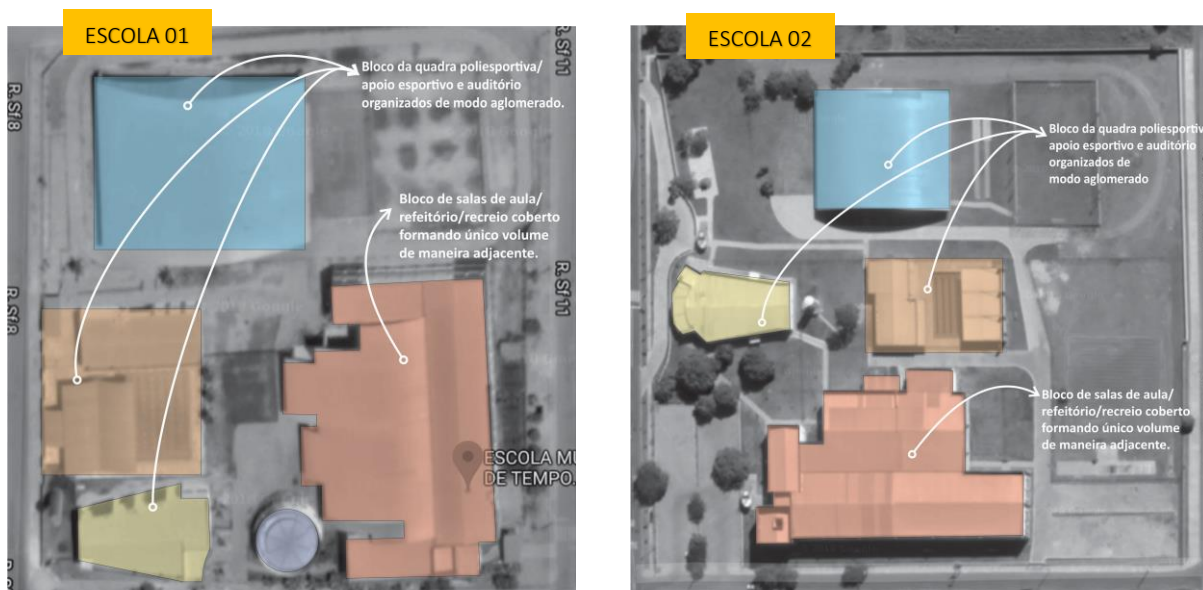 ESCOLA 01
Bloco da quadra poliesportiva/
apoio esportivo e auditório
organizados de modo aglomerado.
Bloco de salas de aula/
refeitório/recreio coberto
formando único volume
de maneira adjacente.
R. Sf 8
R. Sf 8
R. Sf 11
R. Sf 11
ESCOLA MU
DE TEMPO
ESCOLA 02
Bloco da quadra poliesportiva
apoio esportivo e auditório
organizados de
modo aglomerado
Bloco de salas de aula/
refeitório/recreio coberto
formando único volume
de maneira adjacente.